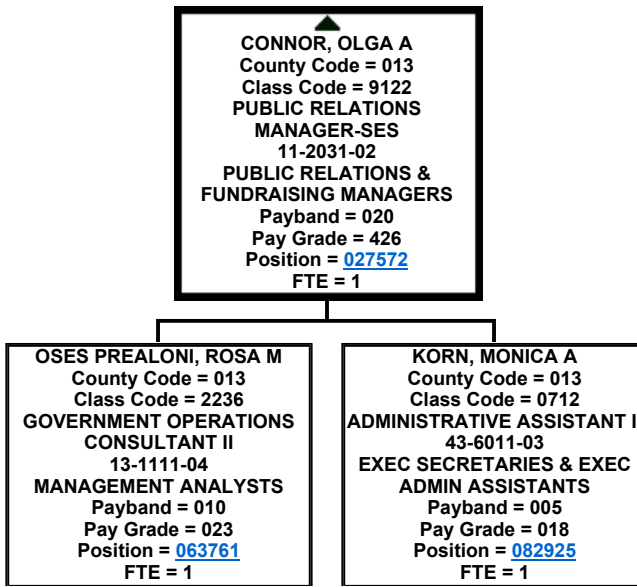 CONNOR, OLGA A
County Code = 013
Class Code = 9122
PUBLIC RELATIONS
MANAGER-SES
11-2031-02
PUBLIC RELATIONS &
FUNDRAISING MANAGERS
Payband = 020
Pay Grade = 426
Position = 027572
FTE = 1
OSES PREALONI, ROSA M
County Code = 013
Class Code = 2236
GOVERNMENT OPERATIONS
CONSULTANT II
13-1111-04
MANAGEMENT ANALYSTS
Payband = 010
Pay Grade = 023
Position = 063761
FTE = 1
KORN, MONICA A
County Code = 013
Class Code = 0712
ADMINISTRATIVE ASSISTANT I
43-6011-03
EXEC SECRETARIES & EXEC
ADMIN ASSISTANTS
Payband = 005
Pay Grade = 018
Position = 082925
FTE = 1